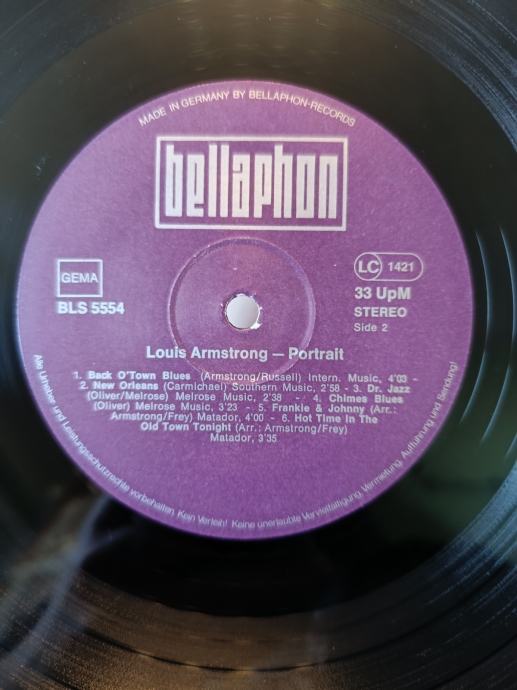 MADE IN GERMANY BY BELLAPHON-RECORDS
bellaphon
GEMA
BLS 5554
LC 1421
33 UpM
STEREO
Side 2
Louis Armstrong – Portrait
1. Back O'Town Blues (Armstrong/Russell) Intern. Music, 4'03 -
2. New Orleans (Carmichael) Southern Music, 2'58 - 3. Dr. Jazz
(Oliver/Melrose) Melrose Music, 2'38 - 4. Chimes Blues
(Oliver) Melrose Music, 3'23 - 5. Frankie & Johnny (Arr.:
Armstrong/Frey) Matador, 4'00 - 6. Hot Time In The
Old Town Tonight (Arr.: Armstrong/Frey)
Matador, 3'35
Alle Urheber und Leistungsschutzrechte vorbehalten. Kein Verleih! Keine unerlaubte Vervielfältigung, Vermietung, Aufführung und Sendung!